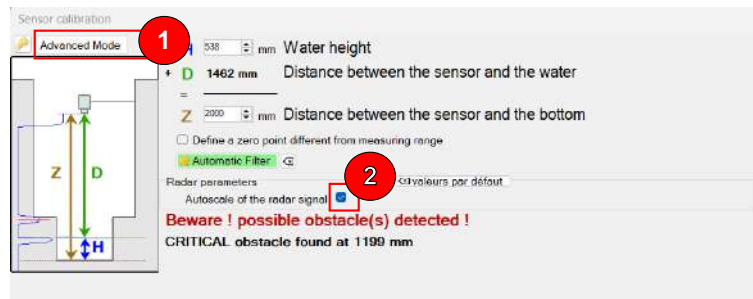 Sensor calibration
Advanced Mode
1
H 538 mm Water height
+ D 1462 mm Distance between the sensor and the water
=
Z 2000 mm Distance between the sensor and the bottom
Define a zero point different from measuring range
Automatic Filter
2
Radar parameters valeurs par défaut
Autoscale of the radar signal
Beware ! possible obstacle(s) detected !
CRITICAL obstacle found at 1199 mm
Z
D
H